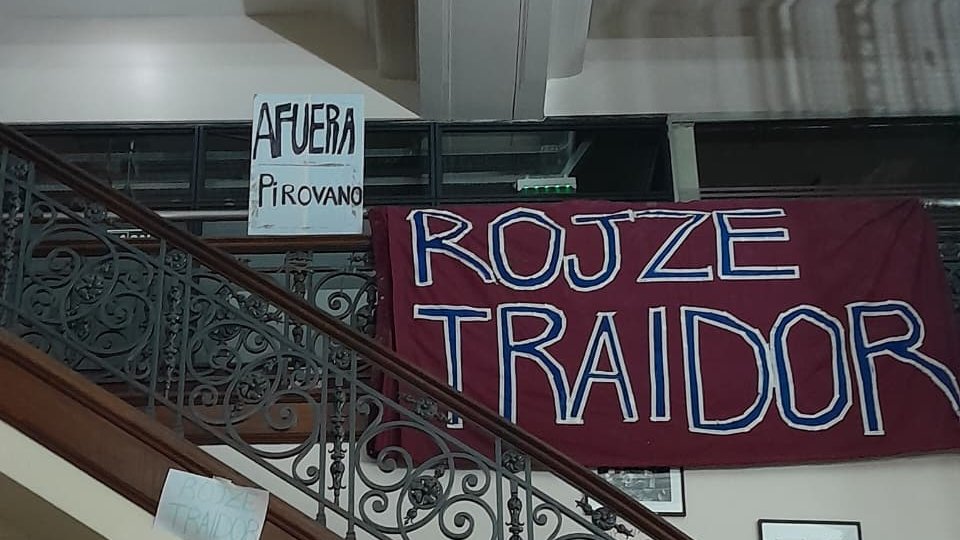 AFUERA
PIROVANO
ROJZE
TRAIDOR
ROJZE
TRAIDOR